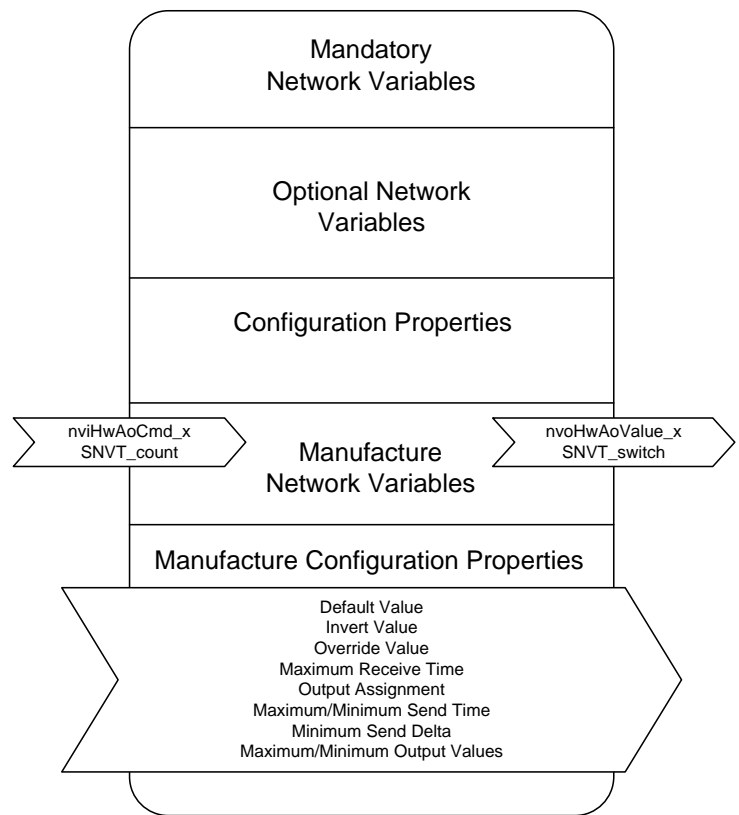 Mandatory
Network Variables
Optional Network
Variables
Configuration Properties
nviHwAoCmd_x
SNVT_count
Manufacture
Network Variables
nvoHwAoValue_x
SNVT_switch
Manufacture Configuration Properties
Default Value
Invert Value
Override Value
Maximum Receive Time
Output Assignment
Maximum/Minimum Send Time
Minimum Send Delta
Maximum/Minimum Output Values